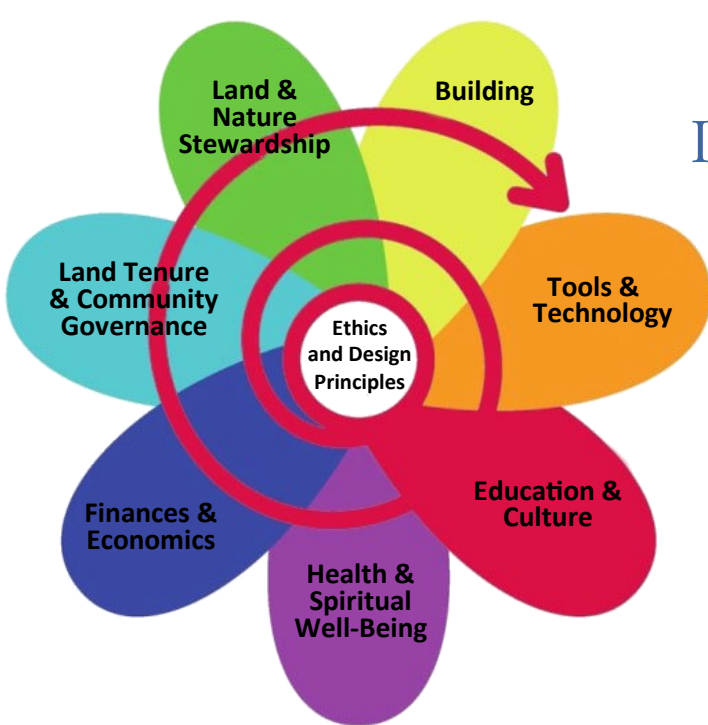 Land &
Nature
Stewardship
Building
Land Tenure
& Community
Governance
Tools &
Technology
Ethics
and Design
Principles
Education &
Culture
Finances &
Economics
Health &
Spiritual
Well-Being